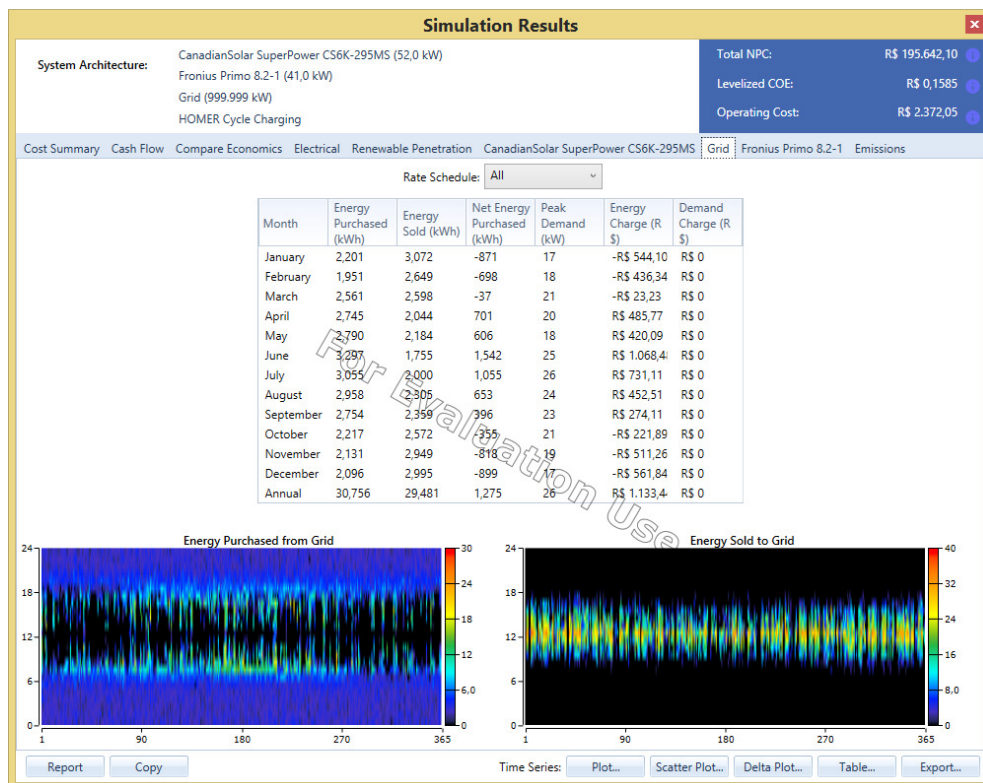 Simulation Results
System Architecture:
CanadianSolar SuperPower CS6K-295MS (52,0 kW)
Fronius Primo 8.2-1 (41,0 kW)
Grid (999.999 kW)
HOMER Cycle Charging
Total NPC: R$ 195.642,10
Levelized COE: R$ 0,1585
Operating Cost: R$ 2.372,05
Cost Summary Cash Flow Compare Economics Electrical Renewable Penetration CanadianSolar SuperPower CS6K-295MS Grid Fronius Primo 8.2-1 Emissions
Rate Schedule: All
Month Energy Purchased (kWh) Energy Sold (kWh) Net Energy Purchased (kWh) Peak Demand (kW) Energy Charge (R $) Demand Charge (R $)
January 2,201 3,072 -871 17 -R$ 544,10 R$ 0
February 1,951 2,649 -698 18 -R$ 436,34 R$ 0
March 2,561 2,598 -37 21 -R$ 23,23 R$ 0
April 2,745 2,044 701 20 R$ 485,77 R$ 0
May 2,790 2,184 606 18 R$ 420,09 R$ 0
June 3,297 1,755 1,542 25 R$ 1.068,4 R$ 0
July 3,055 2,000 1,055 26 R$ 731,11 R$ 0
August 2,958 2,305 653 24 R$ 452,51 R$ 0
September 2,754 2,359 396 23 R$ 274,11 R$ 0
October 2,217 2,572 -355 21 -R$ 221,89 R$ 0
November 2,131 2,949 -818 19 -R$ 511,26 R$ 0
December 2,096 2,995 -899 17 -R$ 561,84 R$ 0
Annual 30,756 29,481 1,275 26 R$ 1.133,4 R$ 0
For Evaluation Use
Energy Purchased from Grid
24
18
12
6
0
1 90 180 270 365
30
24
18
12
6.0
0
Energy Sold to Grid
24
18
12
6
0
1 90 180 270 365
40
32
24
16
8.0
0
Report Copy Time Series: Plot... Scatter Plot... Delta Plot... Table... Export...